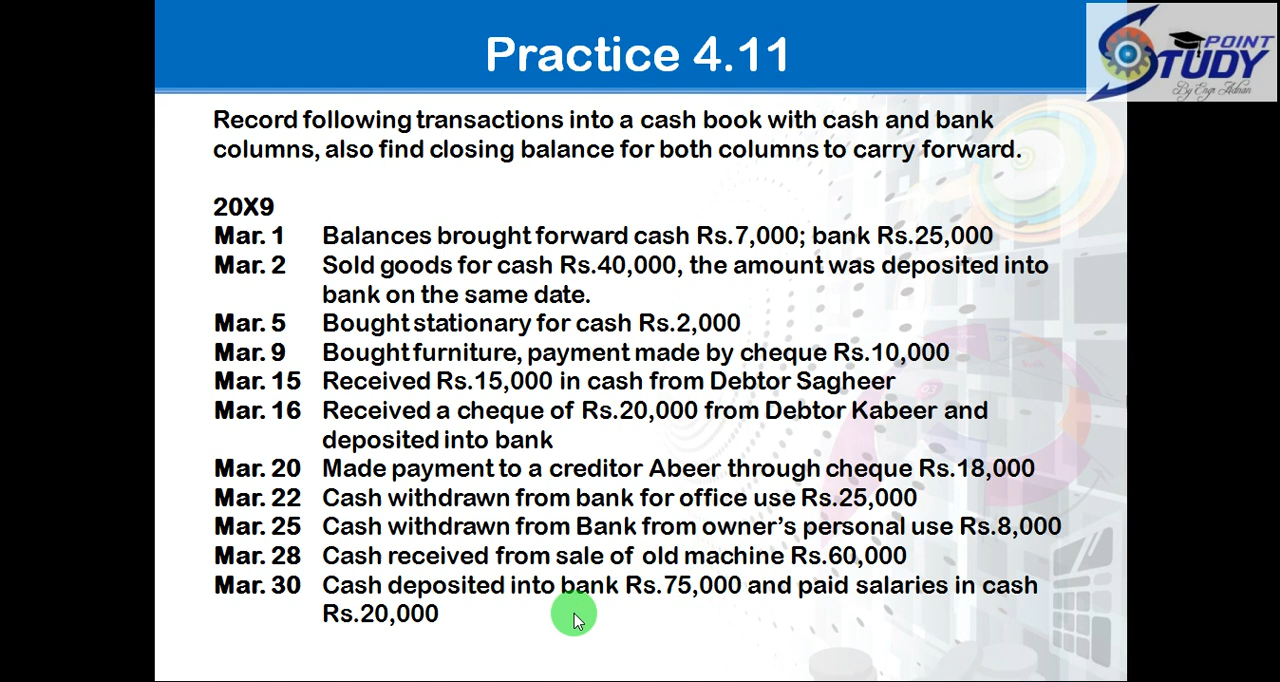 Practice 4.11
POINT
STUDY
By Engr Adnan
Record following transactions into a cash book with cash and bank
columns, also find closing balance for both columns to carry forward.
20X9
Mar. 1 Balances brought forward cash Rs.7,000; bank Rs.25,000
Mar. 2 Sold goods for cash Rs.40,000, the amount was deposited into
bank on the same date.
Mar. 5 Bought stationary for cash Rs.2,000
Mar. 9 Bought furniture, payment made by cheque Rs.10,000
Mar. 15 Received Rs.15,000 in cash from Debtor Sagheer
Mar. 16 Received a cheque of Rs.20,000 from Debtor Kabeer and
deposited into bank
Mar. 20 Made payment to a creditor Abeer through cheque Rs.18,000
Mar. 22 Cash withdrawn from bank for office use Rs.25,000
Mar. 25 Cash withdrawn from Bank from owner's personal use Rs.8,000
Mar. 28 Cash received from sale of old machine Rs.60,000
Mar. 30 Cash deposited into bank Rs.75,000 and paid salaries in cash
Rs.20,000